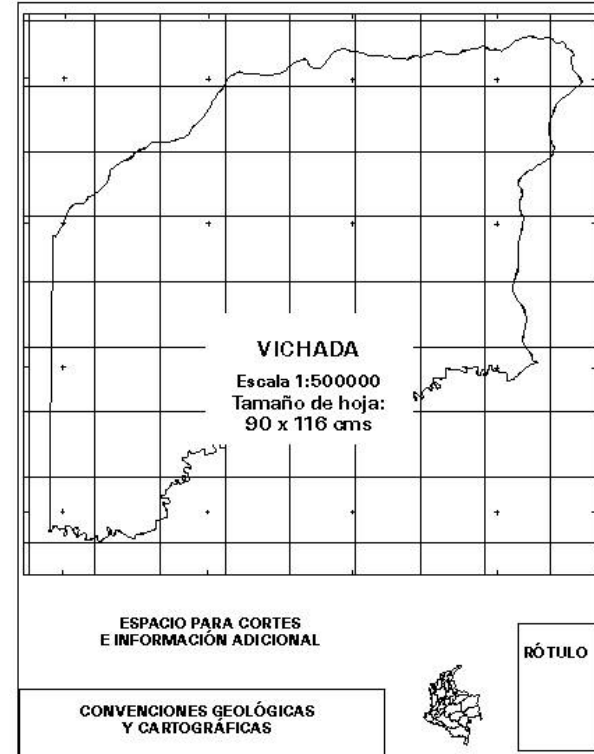 VICHADA
Escala 1:500000
Tamaño de hoja:
90 x 116 cms
ESPACIO PARA CORTES
E INFORMACIÓN ADICIONAL
RÓTULO
CONVENCIONES GEOLÓGICAS
Y CARTOGRÁFICAS